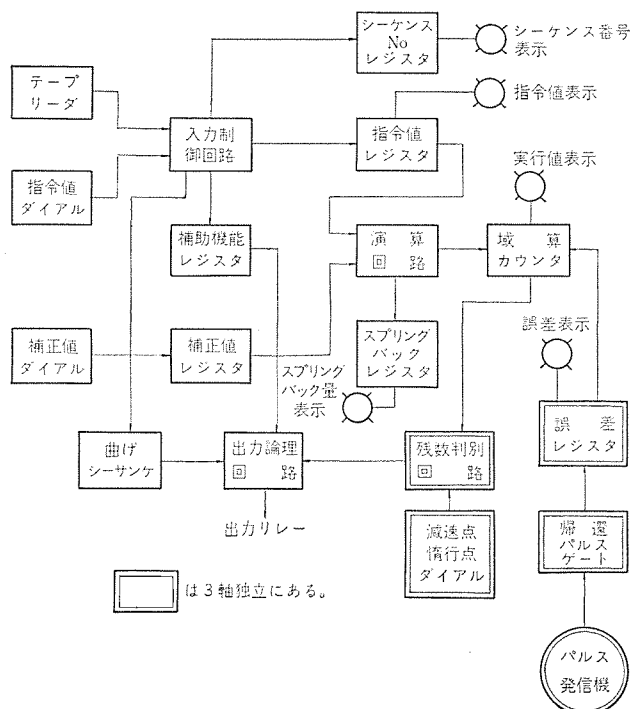 シーケンス
No
レジスタ
シーケンス番号
表示
テープ
リーダ
指令値表示
入力制
御回路
指令値
レジスタ
実行値表示
指令値
ダイアル
補助機能
レジスタ
演算
回路
域算
カウンタ
誤差表示
補正値
ダイアル
補正値
レジスタ
スプリング
バック
レジスタ
スプリング
バック量
表示
曲げ
シーサンケ
出力論理
回路
残数判別
回路
誤差
レジスタ
出力リレー
減速点
惰行点
ダイアル
帰還
パルス
ゲート
は3軸独立にある。
パルス
発信機